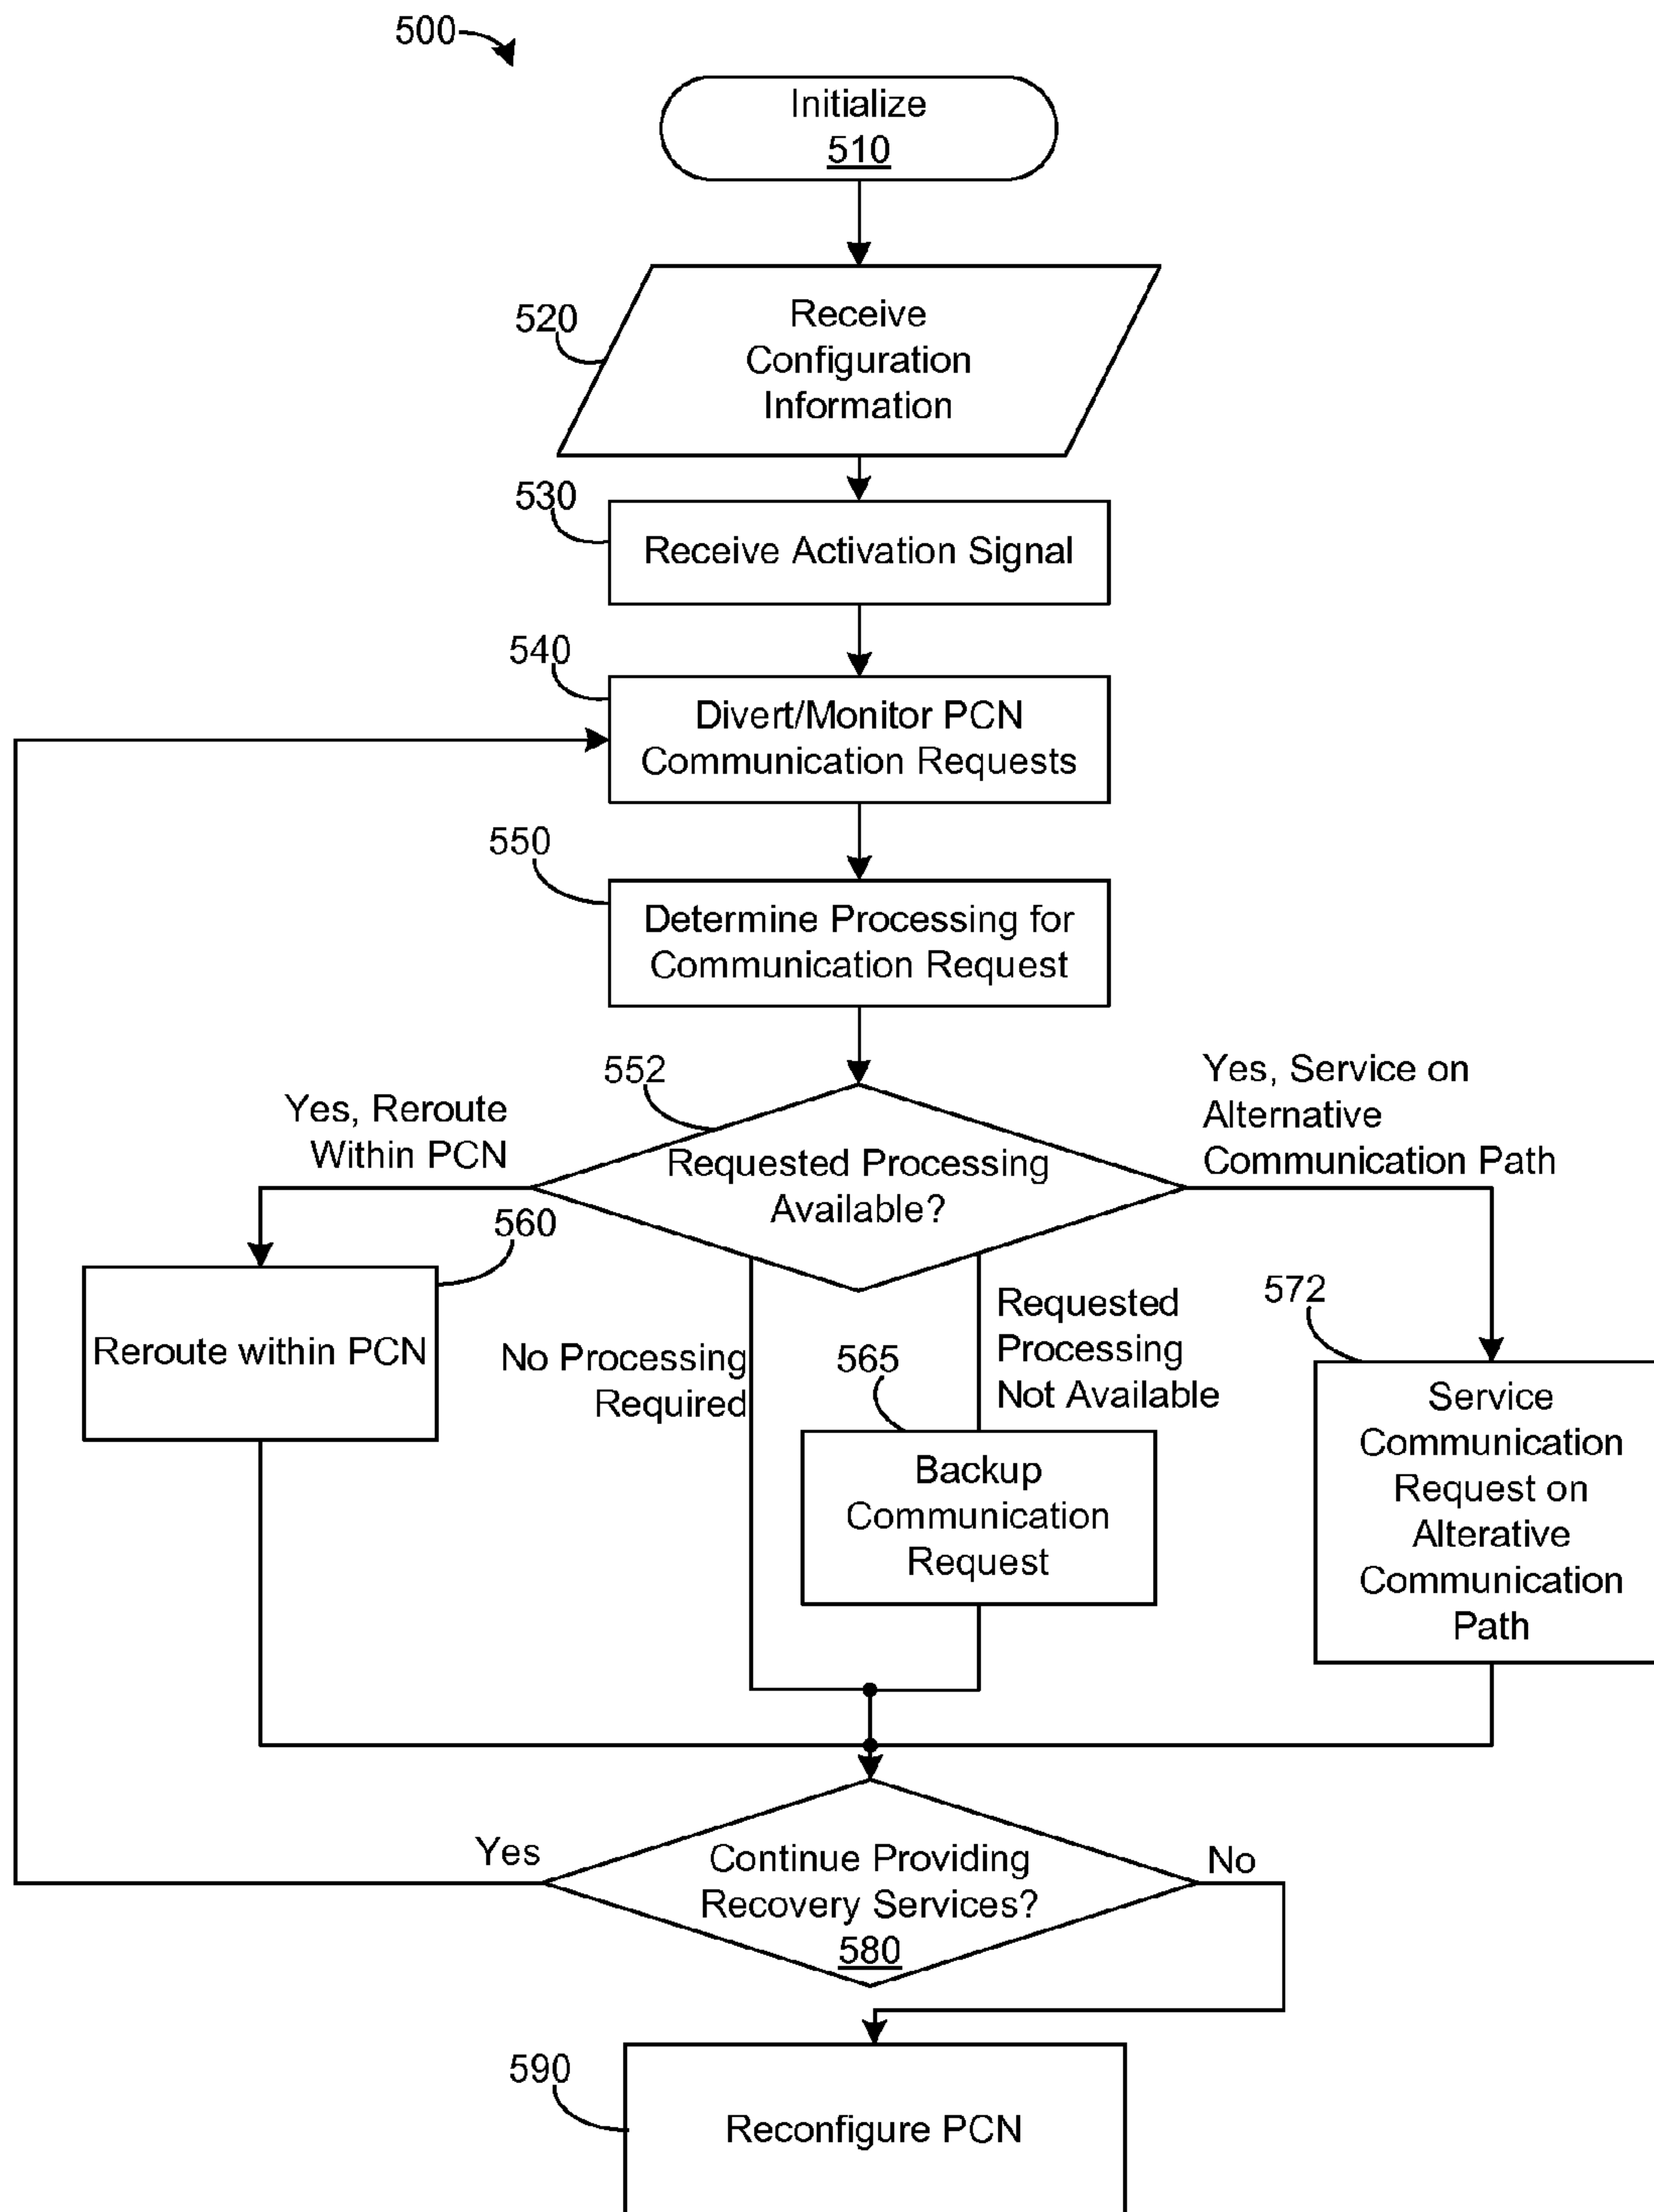 500
Initialize
510
520
Receive
Configuration
Information
530
Receive Activation Signal
540
Divert/Monitor PCN
Communication Requests
550
Determine Processing for
Communication Request
552
Yes, Reroute
Within PCN
Yes, Service on
Alternative
Communication Path
Requested Processing
Available?
560
Reroute within PCN
No Processing
Required
Requested
Processing
Not Available
565
Backup
Communication
Request
572
Service
Communication
Request on
Alterative
Communication
Path
Yes
Continue Providing
Recovery Services?
580
No
590
Reconfigure PCN